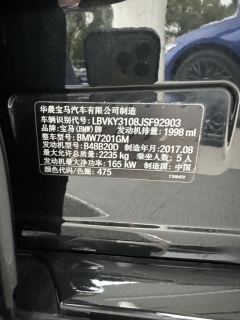 华晨宝马汽车有限公司制造
车辆识别代号: LBVKY3108JSF92903
品牌: 宝马(BMW)牌 发动机排量: 1998 ml
整车型号: BMW7201GM
发动机型号: B48B20D 制造年月: 2017.08
最大允许总质量: 2235 kg 乘坐人数: 5人
发动机最大净功率: 165 kW 制造国: 中国
颜色代码/色圈: 475